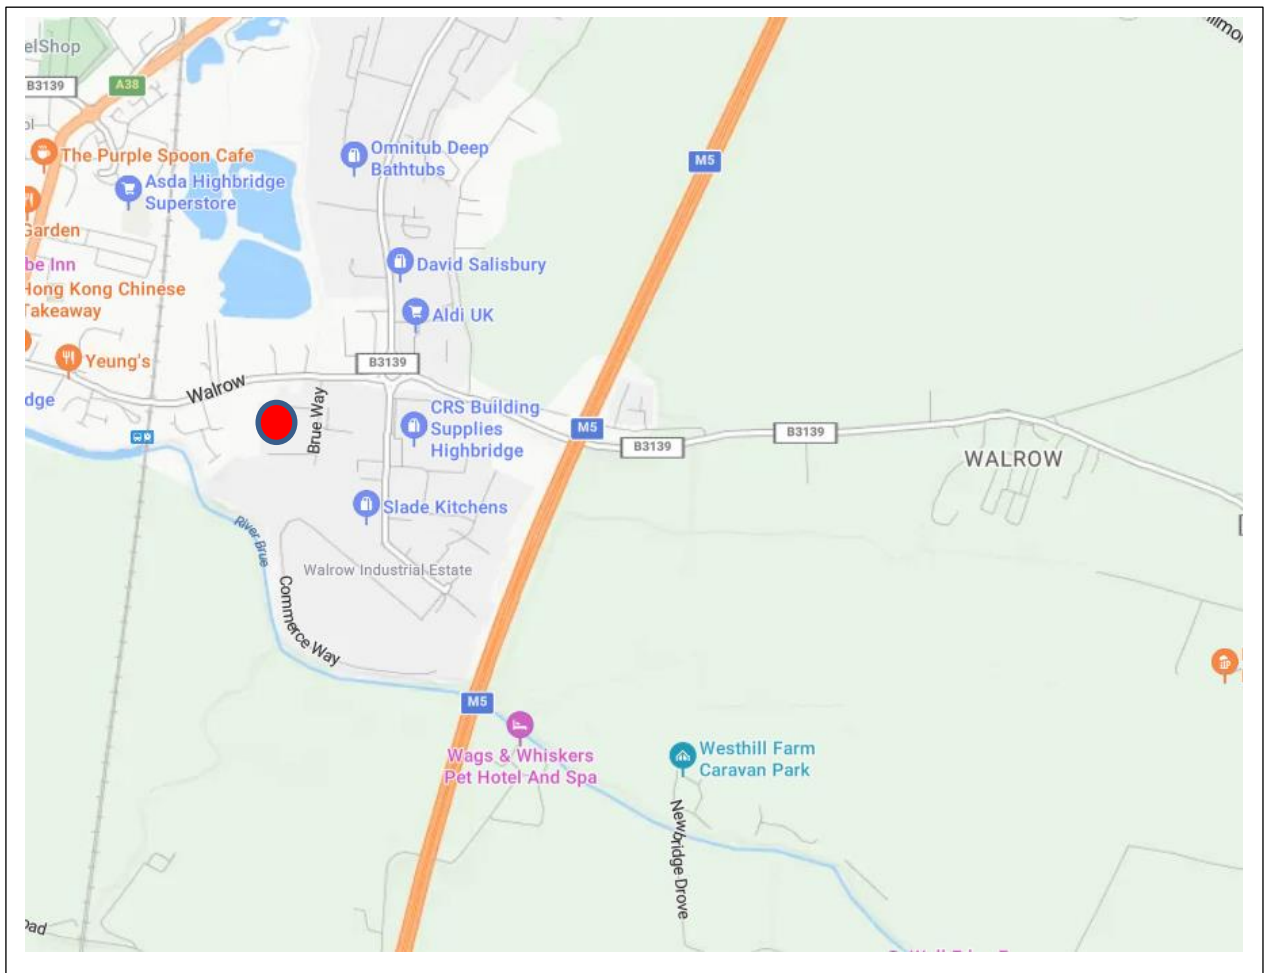 elShop
illmo
B3139
A38
The Purple Spoon Cafe
Omnitub Deep
Bathtubs
M5
Asda Highbridge
Superstore
Garden
be Inn
David Salisbury
Hong Kong Chinese
Takeaway
Aldi UK
Yeung's
B3139
Walrow
dge
Brue Way
CRS Building
Supplies
Highbridge
M5
B3139
B3139
WALROW
Slade Kitchens
River Brue
Walrow Industrial Estate
Commerce Way
M5
Wags & Whiskers
Pet Hotel And Spa
Westhill Farm
Caravan Park
Newbridge Drove
oad